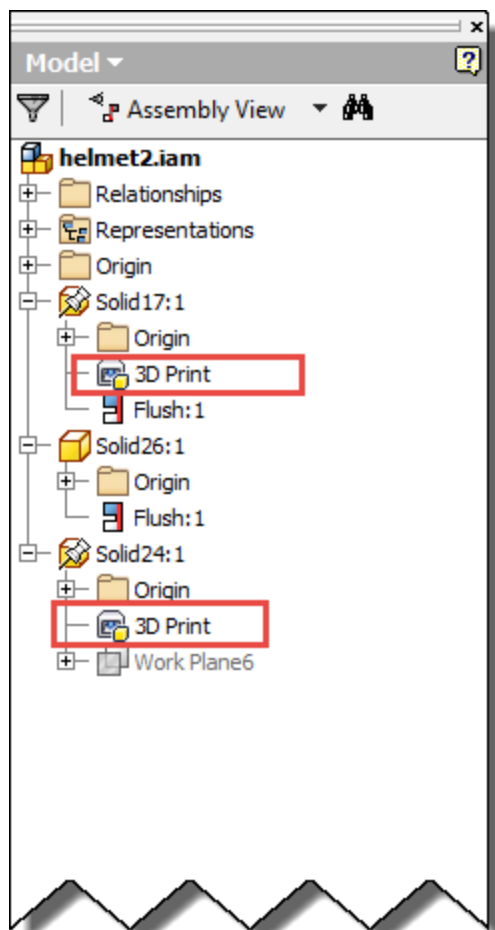 Model
Assembly View
helmet2.iam
Relationships
Representations
Origin
Solid17:1
Origin
3D Print
Flush:1
Solid26:1
Origin
Flush:1
Solid24:1
Origin
3D Print
Work Plane6